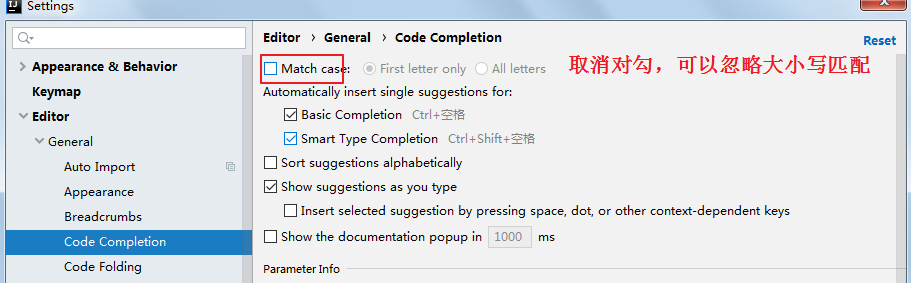 IJ Settings
Editor › General › Code Completion
Reset
Appearance & Behavior
Keymap
Editor
General
Auto Import
Appearance
Breadcrumbs
Code Completion
Code Folding
Match case: First letter only All letters
取消对勾，可以忽略大小写匹配
Automatically insert single suggestions for:
Basic Completion Ctrl+空格
Smart Type Completion Ctrl+Shift+空格
Sort suggestions alphabetically
Show suggestions as you type
Insert selected suggestion by pressing space, dot, or other context-dependent keys
Show the documentation popup in 1000 ms
Parameter Info